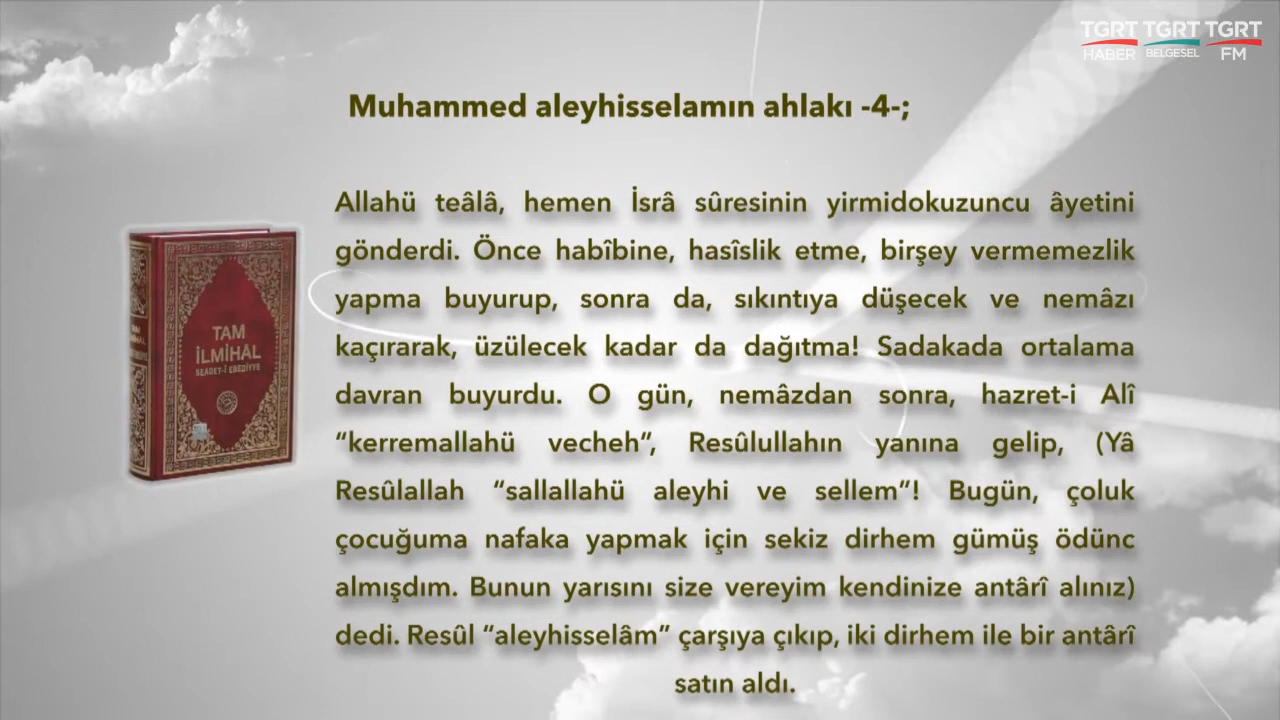 TGRT TGRT TGRT
HABER BELGESEL FM
Muhammed aleyhisselamın ahlakı -4-;
Allahü teâlâ, hemen İsrâ sûresinin yirmidokuzuncu âyetini
gönderdi. Önce habîbine, hasîslik etme, birşey vermemezlik
yapma buyurup, sonra da, sıkıntıya düşecek ve nemâzı
kaçırarak, üzülecek kadar da dağıtma! Sadakada ortalama
davran buyurdu. O gün, nemâzdan sonra, hazret-i Alî
“kerremallahü vecheh”, Resûlullahın yanına gelip, (Yâ
Resûlallah “sallallahü aleyhi ve sellem”! Bugün, çoluk
çocuğuma nafaka yapmak için sekiz dirhem gümüş ödünc
almışdım. Bunun yarısını size vereyim kendinize antârî alınız)
dedi. Resûl “aleyhisselâm” çarşıya çıkıp, iki dirhem ile bir antârî
satın aldı.
TAM
İLMİHAL
SEADET-İ EBEDİYYE